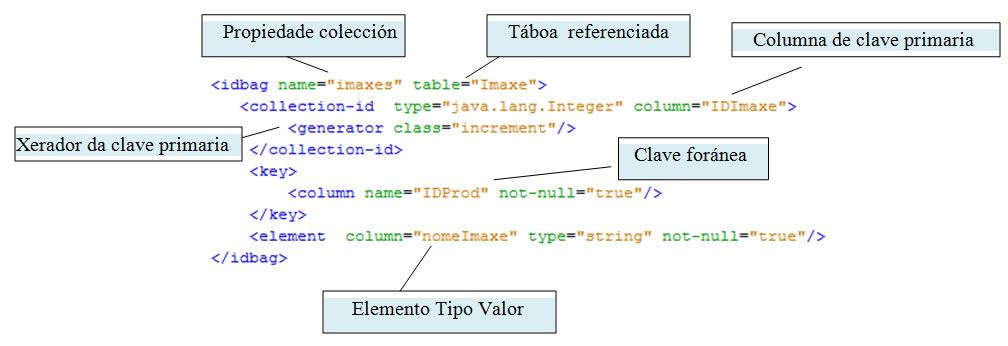 Propiedade colección
Táboa referenciada
Columna de clave primaria
<idbag name="imaxes" table="Imaxe">
<collection-id type="java.lang.Integer" column="IDImaxe">
<generator class="increment"/>
Xerador da clave primaria
</collection-id>
Clave foránea
<key>
<column name="IDProd" not-null="true"/>
</key>
<element column="nomeImaxe" type="string" not-null="true"/>
</idbag>
Elemento Tipo Valor